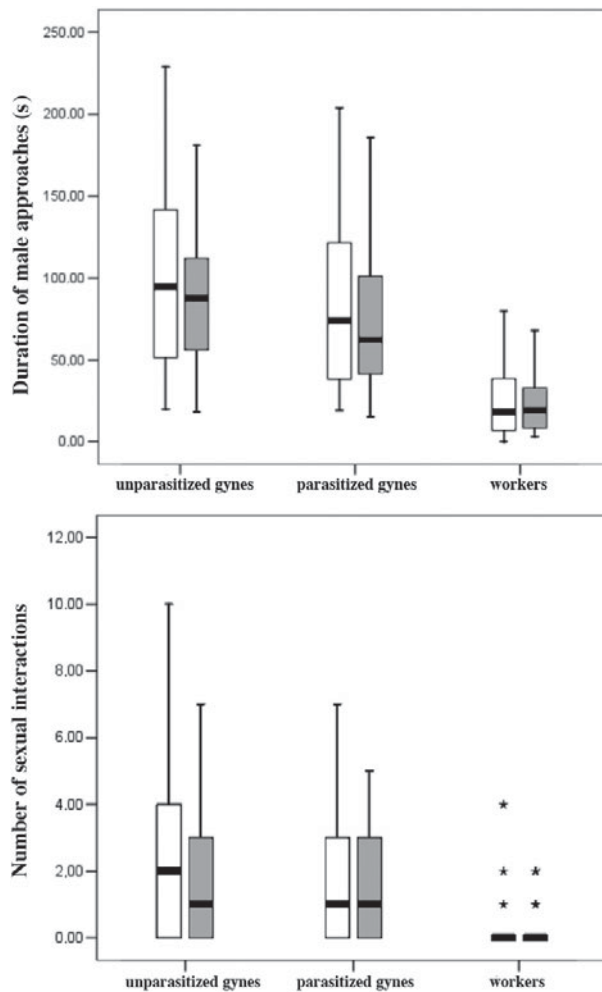 Duration of male approaches (s)
250.00
200.00
150.00
100.00
50.00
0.00
unparasitized gynes
parasitized gynes
workers
Number of sexual interactions
12.00
10.00
8.00
6.00
4.00
2.00
0.00
unparasitized gynes
parasitized gynes
workers